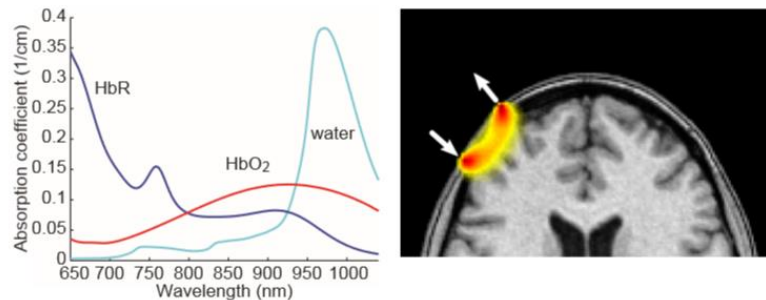 0.4
0.35
0.3
0.25
0.2
0.15
0.1
0.05
0
Absorption coefficient (1/cm)
HbR
HbO2
water
650 700 750 800 850 900 950 1000
Wavelength (nm)